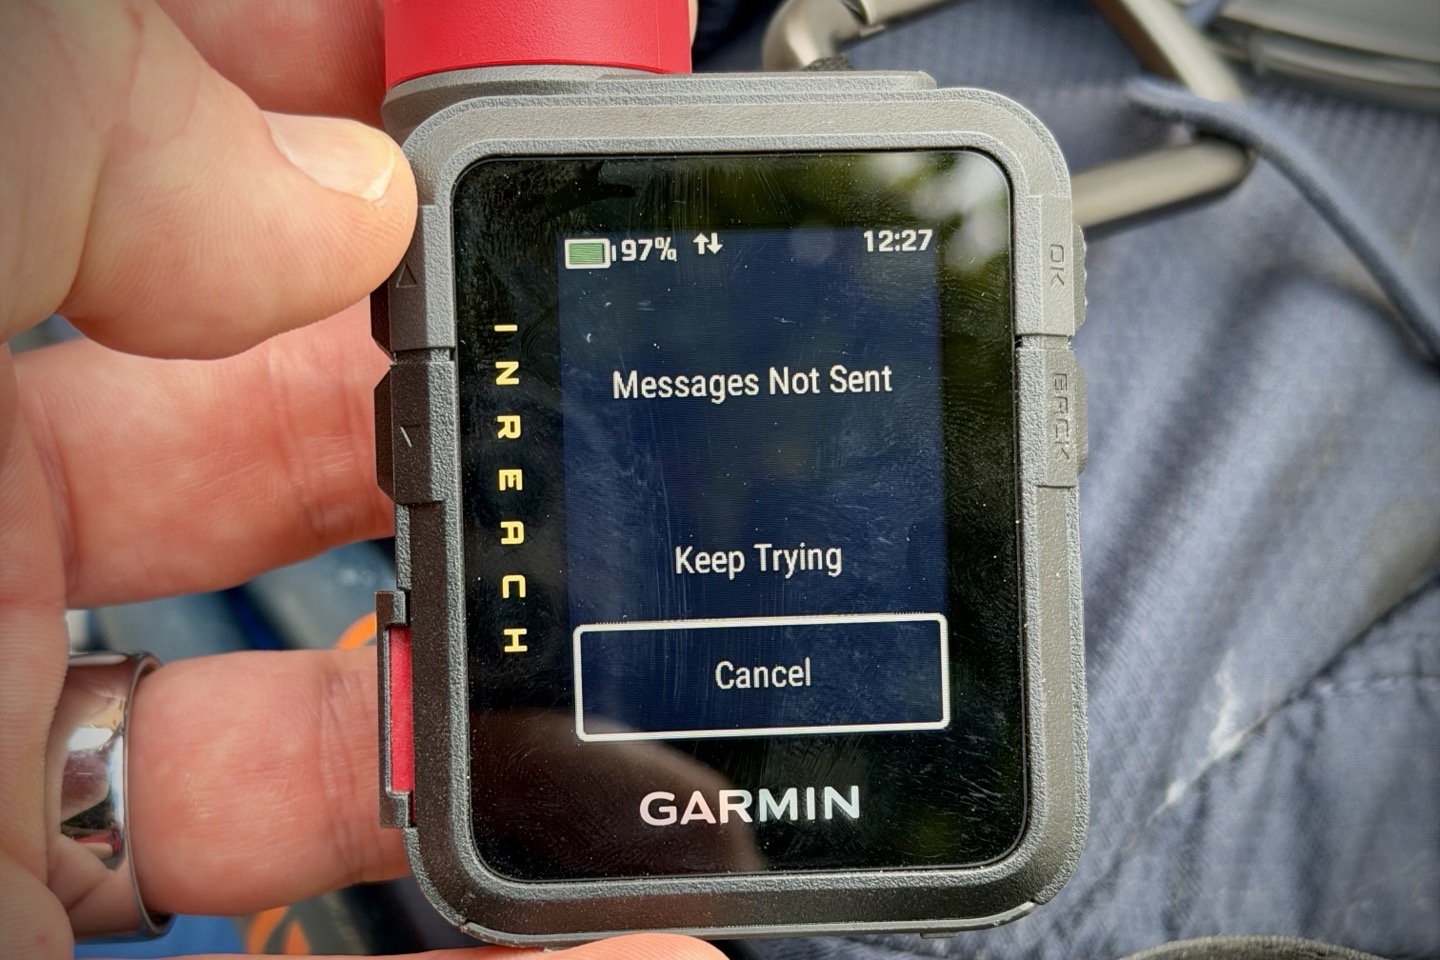 97% 12:27
OK
INREACH
Messages Not Sent
BACK
Keep Trying
Cancel
GARMIN